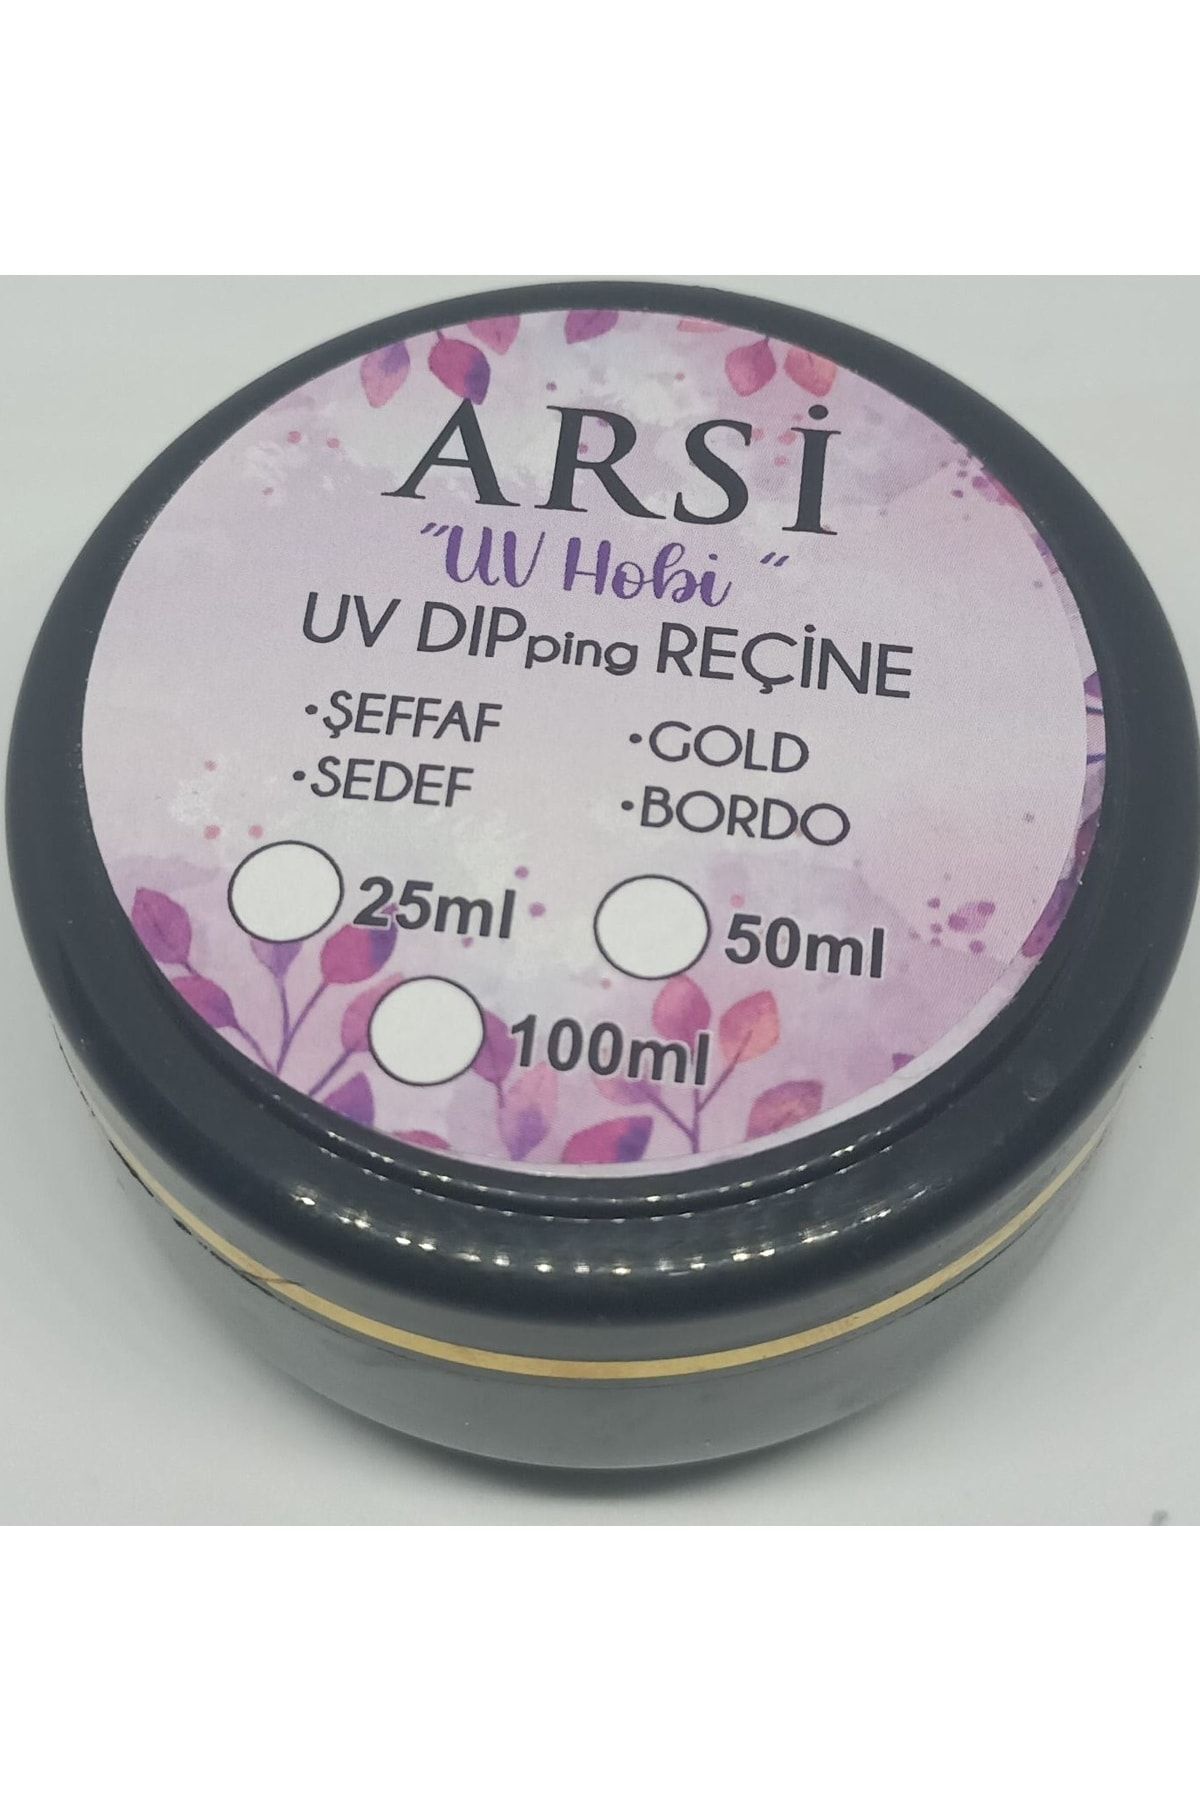 ARSİ
"UV Hobi "
UV DIPping REÇİNE
•ŞEFFAF •GOLD
•SEDEF •BORDO
25ml 50ml
100ml